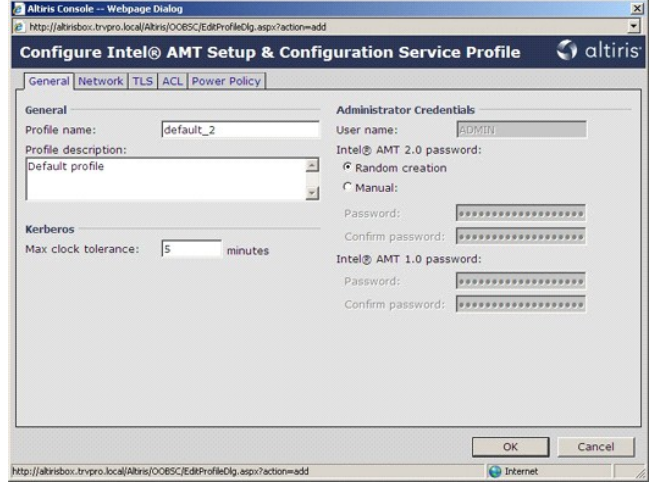 Altiris Console -- Webpage Dialog
http://altirisbox.trvpro.local/Altiris/OOBSC/EditProfileDlg.aspx?action=add
Configure Intel® AMT Setup & Configuration Service Profile
altiris
General Network TLS ACL Power Policy
General
Profile name: default_2
Profile description:
Default profile
Kerberos
Max clock tolerance: 5 minutes
Administrator Credentials
User name: ADMIN
Intel® AMT 2.0 password:
Random creation
Manual:
Password:
Confirm password:
Intel® AMT 1.0 password:
Password:
Confirm password:
OK Cancel
http://altirisbox.trvpro.local/Altiris/OOBSC/EditProfileDlg.aspx?action=add Internet